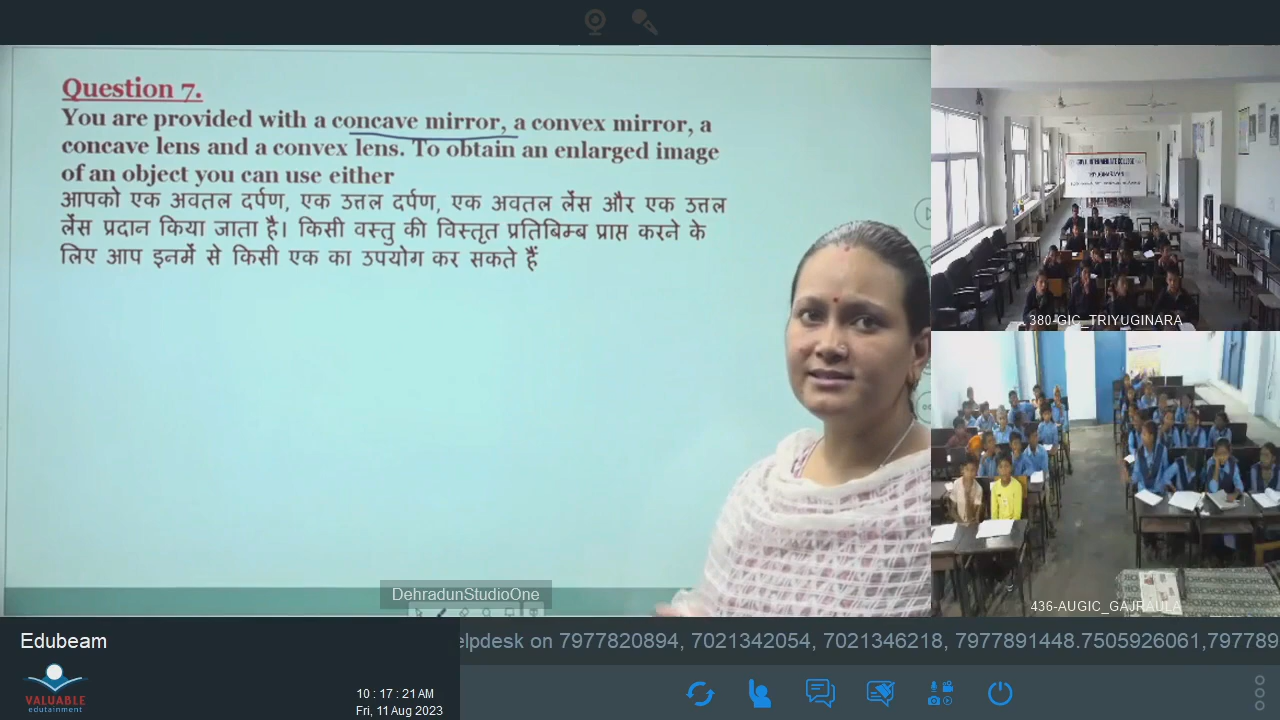 Question 7.
You are provided with a concave mirror, a convex mirror, a
concave lens and a convex lens. To obtain an enlarged image
of an object you can use either
आपको एक अवतल दर्पण, एक उत्तल दर्पण, एक अवतल लेंस और एक उत्तल
लेंस प्रदान किया जाता है। किसी वस्तु की विस्तृत प्रतिबिम्ब प्राप्त करने के
लिए आप इनमें से किसी एक का उपयोग कर सकते हैं
DehradunStudioOne
380-GIC_TRIYUGINARA
436-AUGIC_GAJRAULA
Edubeam
elpdesk on 7977820894, 7021342054, 7021346218, 7977891448.7505926061,797789
VALUABLE
edutainment
10 : 17 : 21 AM
Fri, 11 Aug 2023